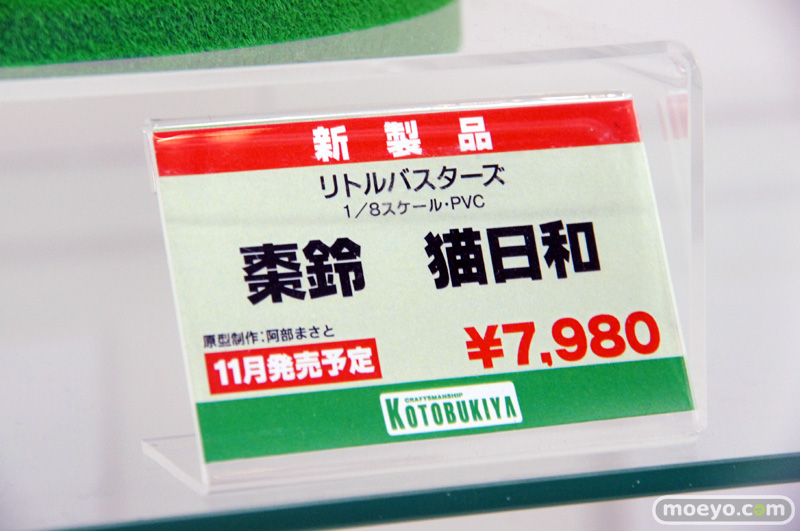 新製品
リトルバスターズ
1/8スケール・PVC
棗鈴 猫日和
原型制作:阿部まさと
¥7,980
11月発売予定
CRAFTSMANSHIP
KOTOBUKIYA
moeyo.com